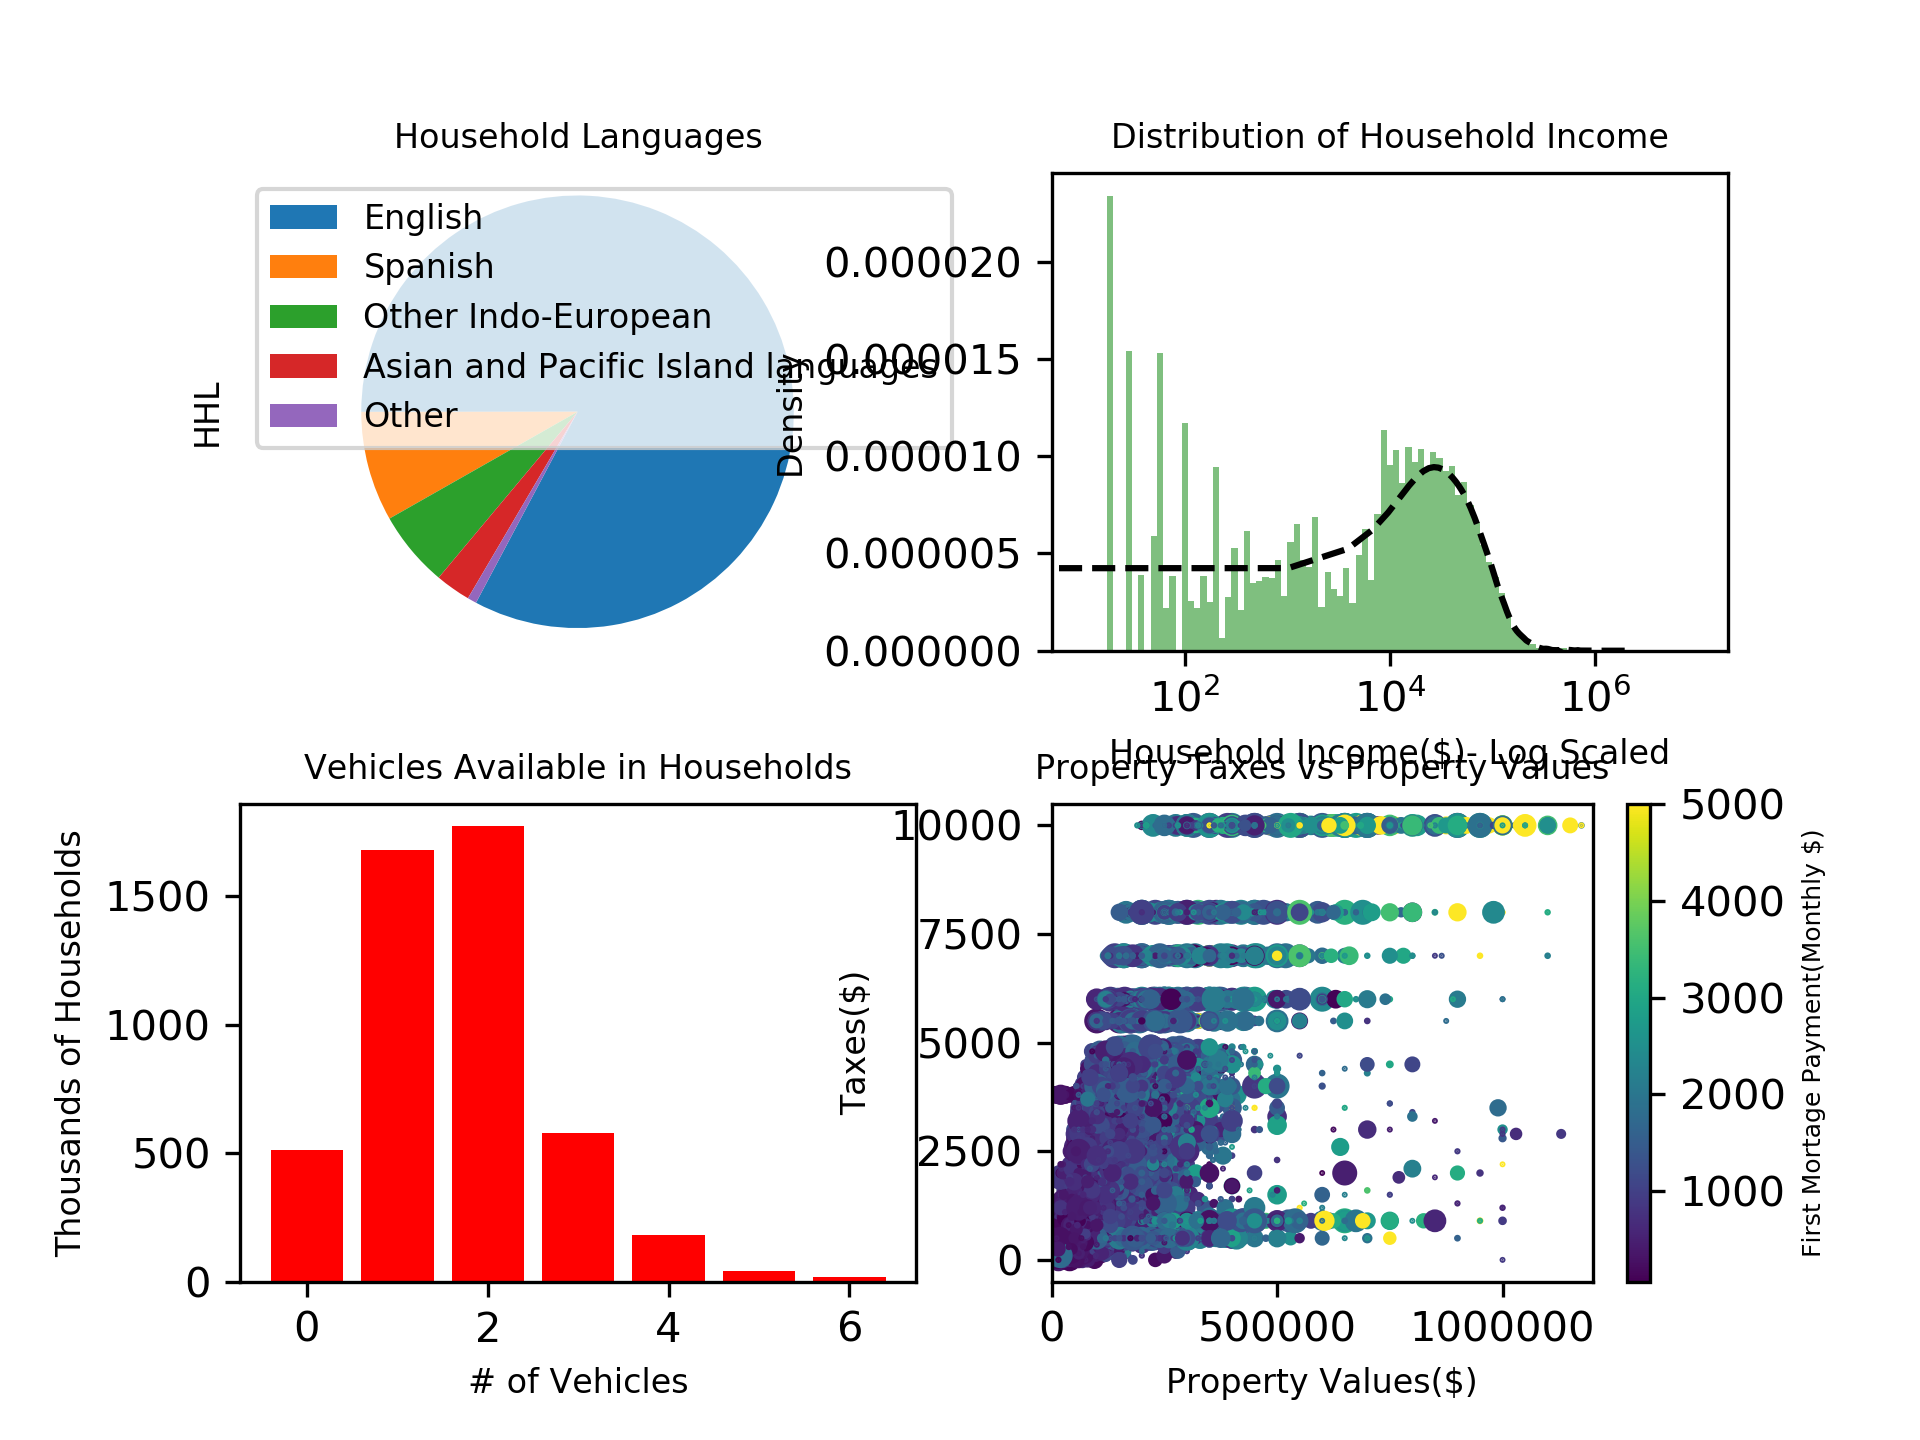 Household Languages
English
Spanish
Other Indo-European
Asian and Pacific Island languages
Other
HHL
Distribution of Household Income
0.000020
0.000015
0.000010
0.000005
0.000000
Density
10²
10⁴
10⁶
Household Income($)- Log Scaled
Vehicles Available in Households
1500
1000
500
0
Thousands of Households
0
2
4
6
# of Vehicles
Property Taxes vs Property Values
10000
7500
5000
2500
0
Taxes($)
0
500000
1000000
Property Values($)
5000
4000
3000
2000
1000
First Mortage Payment(Monthly $)